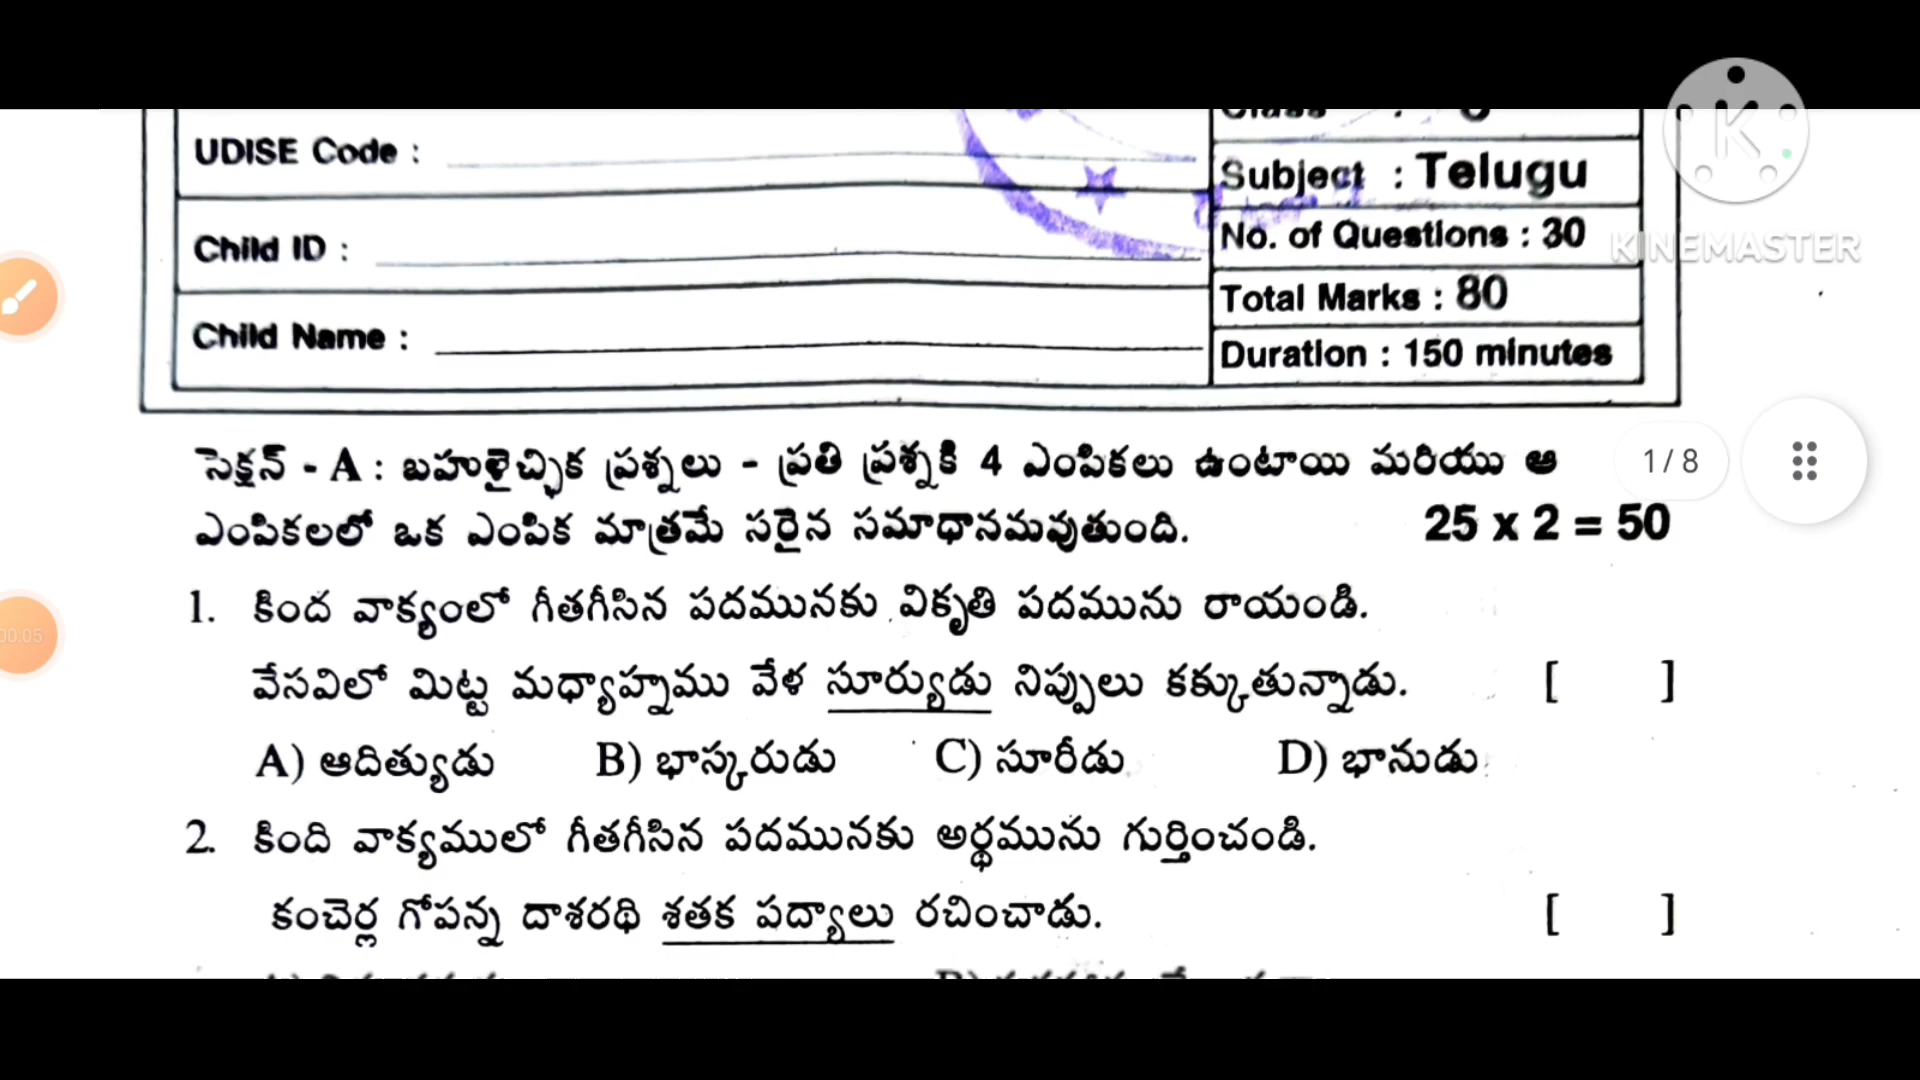 UDISE Code :
Subject : Telugu
Child ID :
No. of Questions : 30
KINEMASTER
Total Marks : 80
Child Name :
Duration : 150 minutes
సెక్షన్ - A : బహుళైచ్ఛిక ప్రశ్నలు - ప్రతి ప్రశ్నకి 4 ఎంపికలు ఉంటాయి మరియు ఆ
1 / 8
ఎంపికలలో ఒక ఎంపిక మాత్రమే సరైన సమాధానమవుతుంది. 25 x 2 = 50
1. కింద వాక్యంలో గీతగీసిన పదమునకు వికృతి పదమును రాయండి.
00:05
వేసవిలో మిట్ట మధ్యాహ్నము వేళ సూర్యుడు నిప్పులు కక్కుతున్నాడు. [ ]
A) ఆదిత్యుడు B) భాస్కరుడు C) సూరీడు D) భానుడు
2. కింది వాక్యములో గీతగీసిన పదమునకు అర్థమును గుర్తించండి.
కంచెర్ల గోపన్న దాశరథి శతక పద్యాలు రచించాడు. [ ]